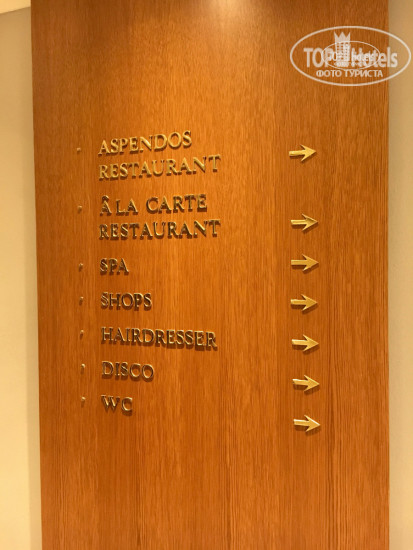 TOP Hotels
ФОТО ТУРИСТА
ASPENDOS
RESTAURANT
Â LA CARTE
RESTAURANT
SPA
SHOPS
HAIRDRESSER
DISCO
WC